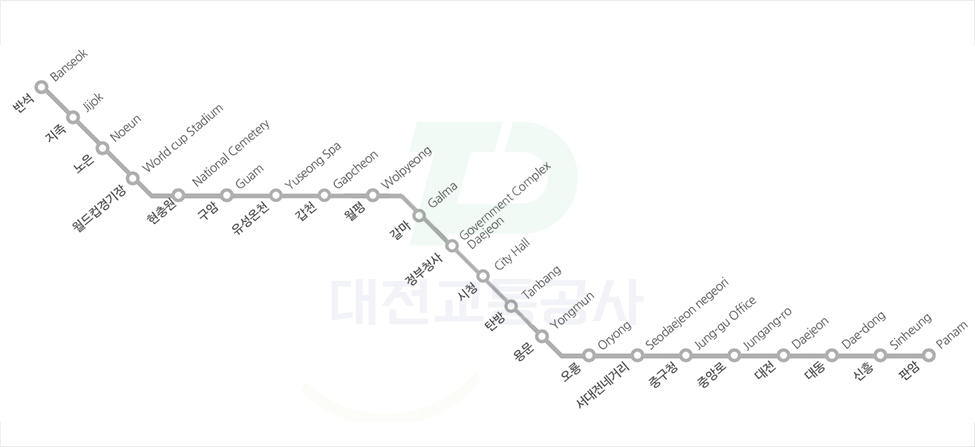 Banseok
반석
Jijok
지족
Noeun
노은
World cup Stadium
월드컵경기장
National Cemetery
현충원
Guam
구암
Yuseong Spa
유성온천
Gapcheon
갑천
Wolpyeong
월평
Galma
갈마
Government Complex
Daejeon
정부청사
City Hall
시청
Tanbang
탄방
Yongmun
용문
Oryong
오룡
Seodaejeon negeori
서대전네거리
Jung-gu Office
중구청
Jungang-ro
중앙로
Daejeon
대전
Dae-dong
대동
Sinheung
신흥
Panam
판암
대전교통공사